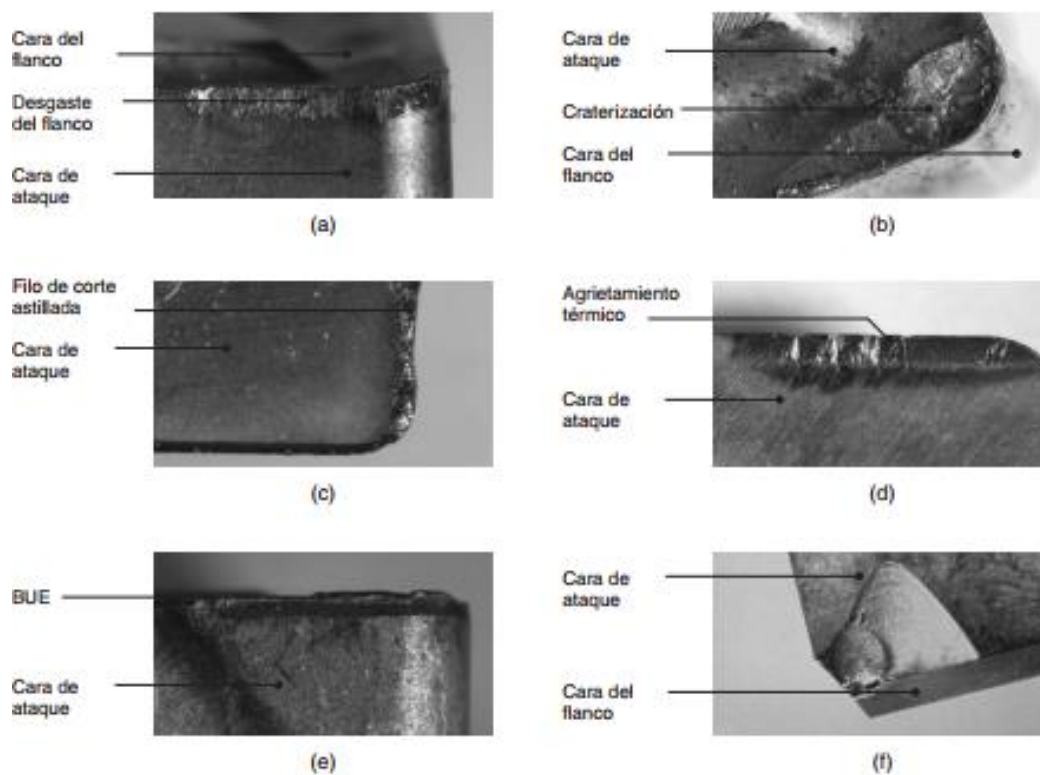 Cara del
flanco
Desgaste
del flanco
Cara de
ataque
(a)
Cara de
ataque
Craterización
Cara del
flanco
(b)
Filo de corte
astillada
Cara de
ataque
(c)
Agrietamiento
térmico
Cara de
ataque
(d)
BUE
Cara de
ataque
(e)
Cara de
ataque
Cara del
flanco
(f)